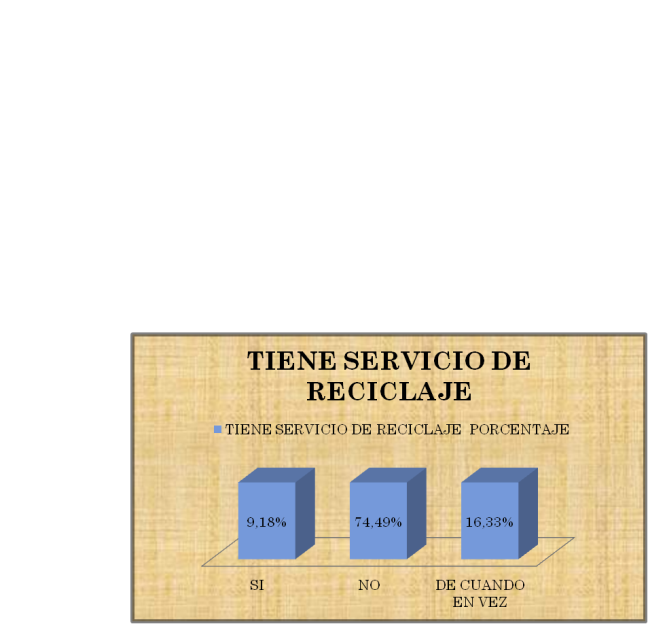 TIENE SERVICIO DE
RECICLAJE
TIENE SERVICIO DE RECICLAJE PORCENTAJE
9,18%
74,49%
16,33%
SI
NO
DE CUANDO
EN VEZ